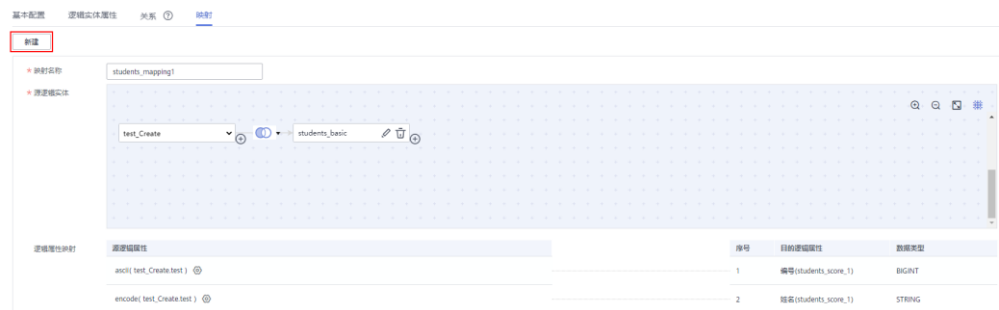 基本配置 逻辑实体属性 关系 ? 映射
新建
* 映射名称 students_mapping1
* 源逻辑实体
test_Create students_basic
逻辑属性映射 源逻辑属性 序号 目的逻辑属性 数据类型
ascii( test_Create.test ) 1 编号(students_score_1) BIGINT
encode( test_Create.test ) 2 姓名(students_score_1) STRING